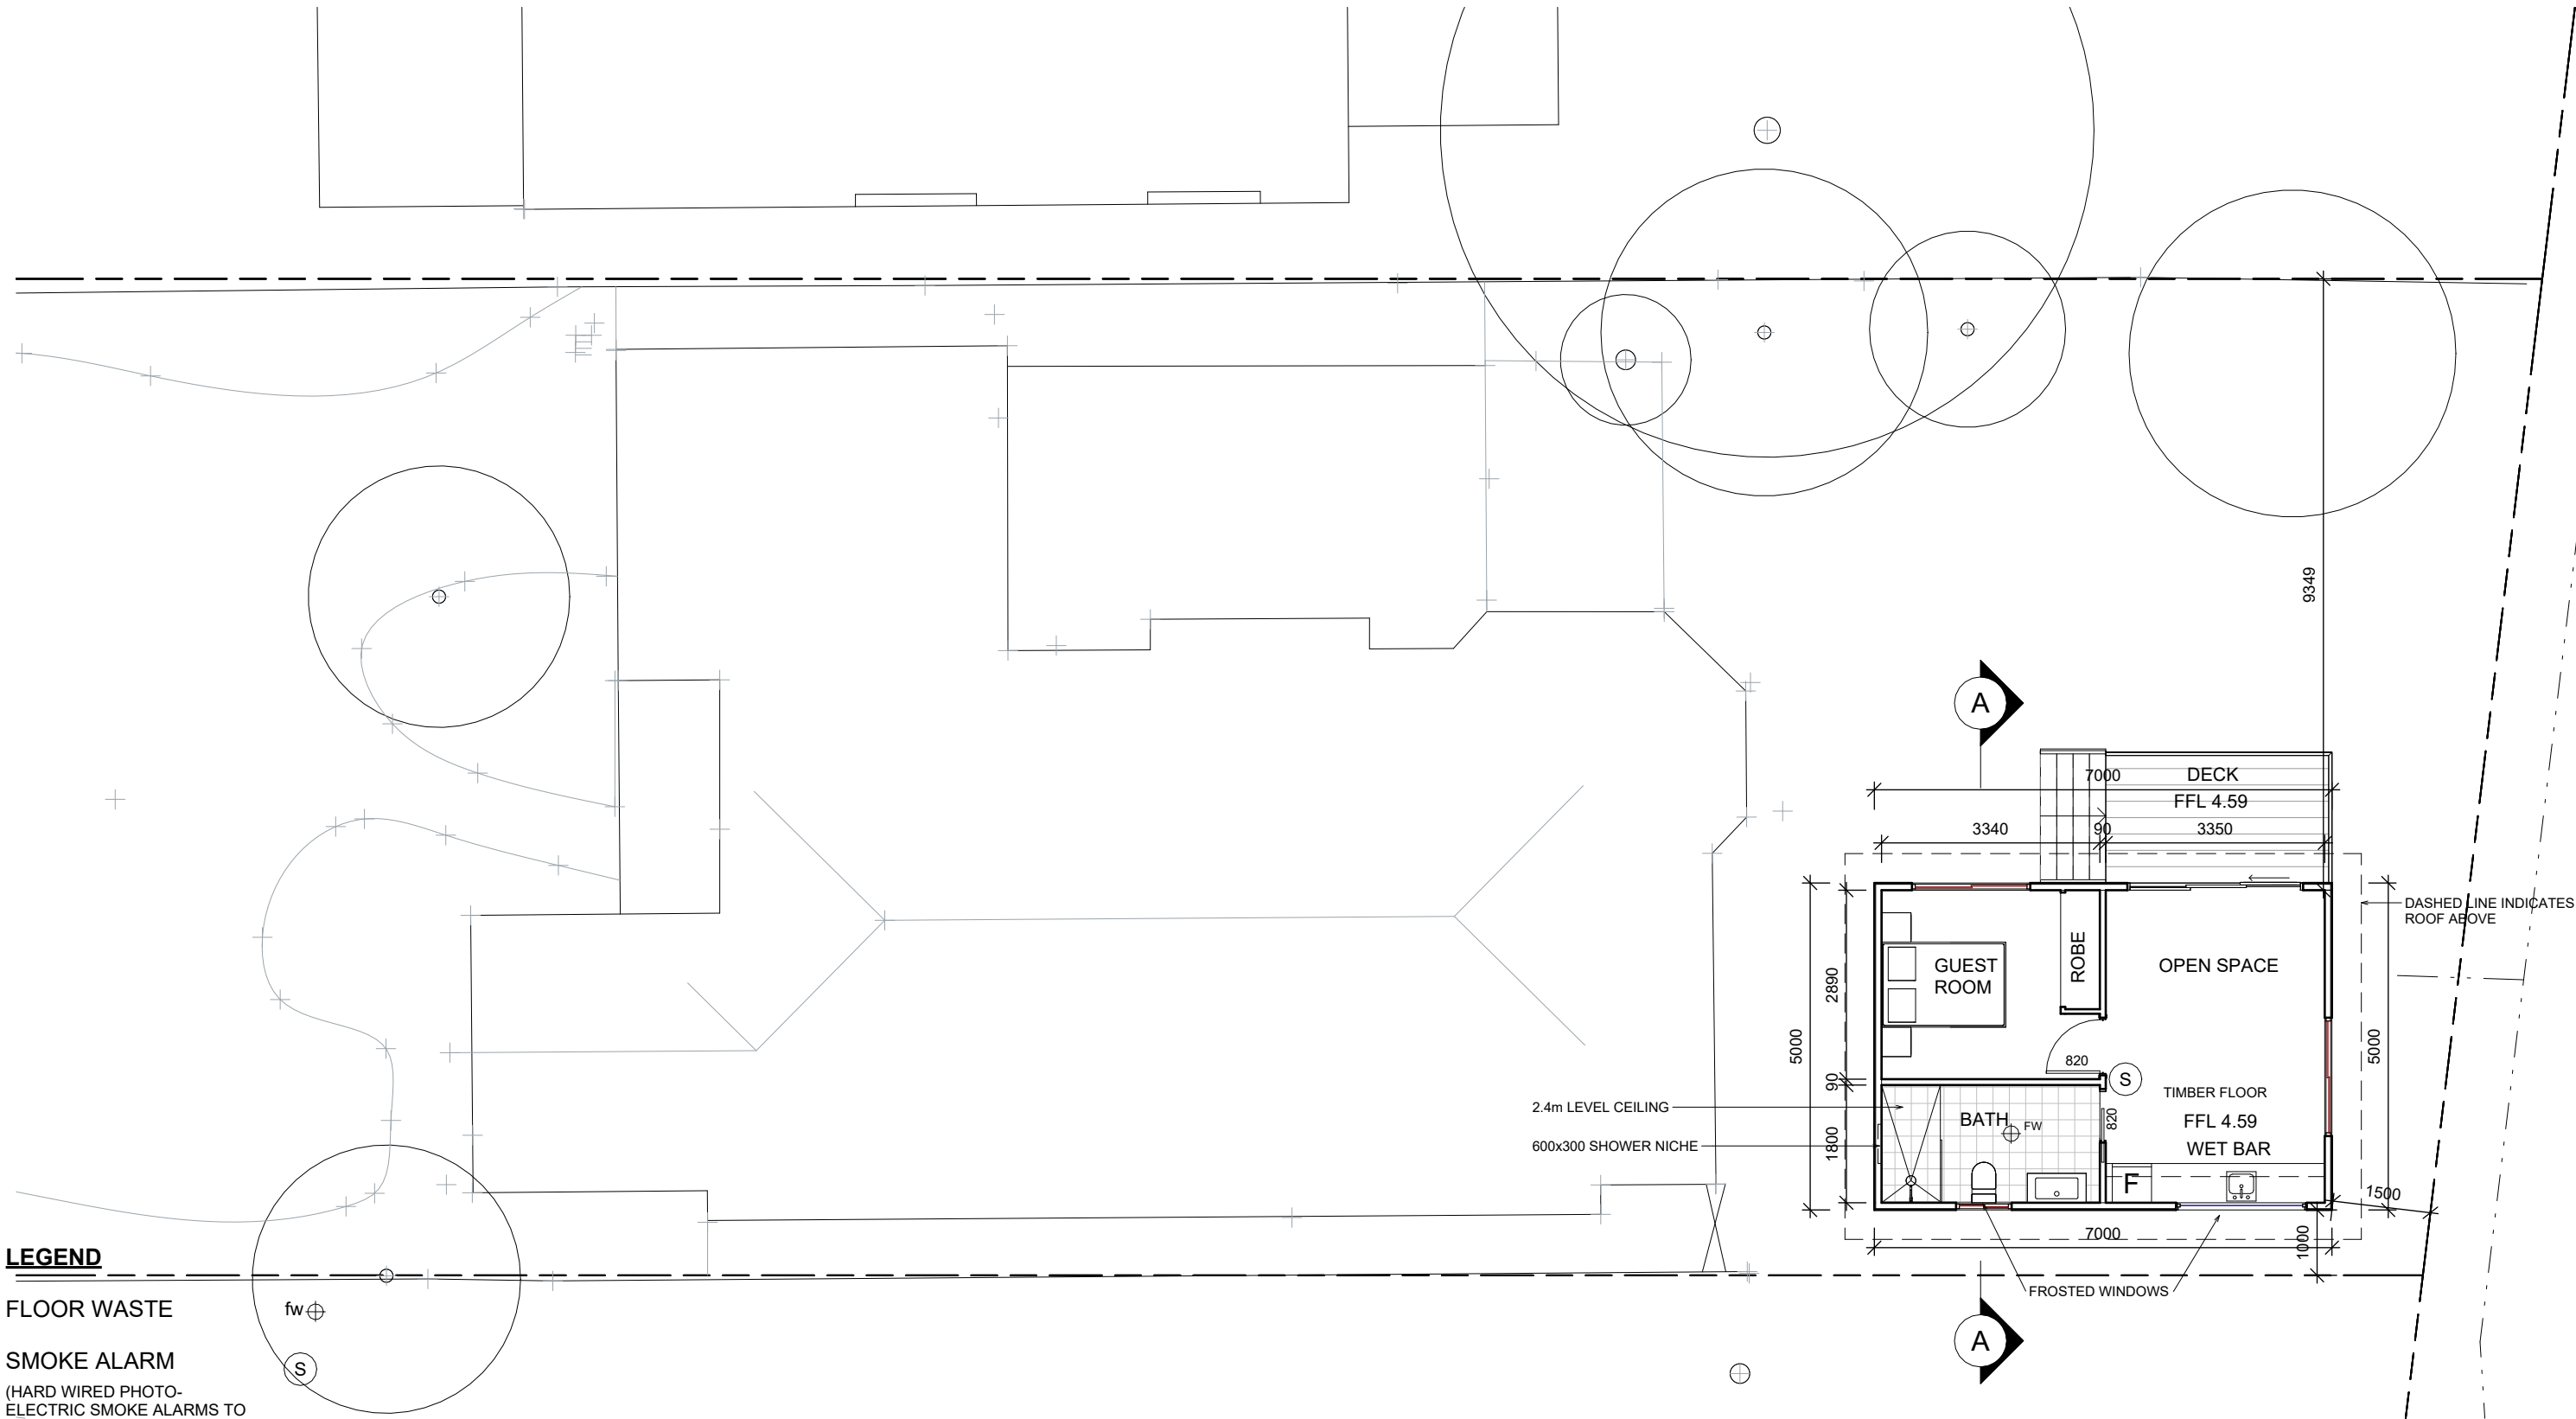 9349
A
7000
DECK
FFL 4.59
3340
90
3350
DASHED LINE INDICATES
ROOF ABOVE
GUEST
ROOM
ROBE
OPEN SPACE
2890
5000
5000
820
S
90
TIMBER FLOOR
2.4m LEVEL CEILING
BATH
FW
820
FFL 4.59
600x300 SHOWER NICHE
1800
WET BAR
F
1500
7000
1000
FROSTED WINDOWS
A
LEGEND
FLOOR WASTE
fw
SMOKE ALARM
S
(HARD WIRED PHOTO-
ELECTRIC SMOKE ALARMS TO